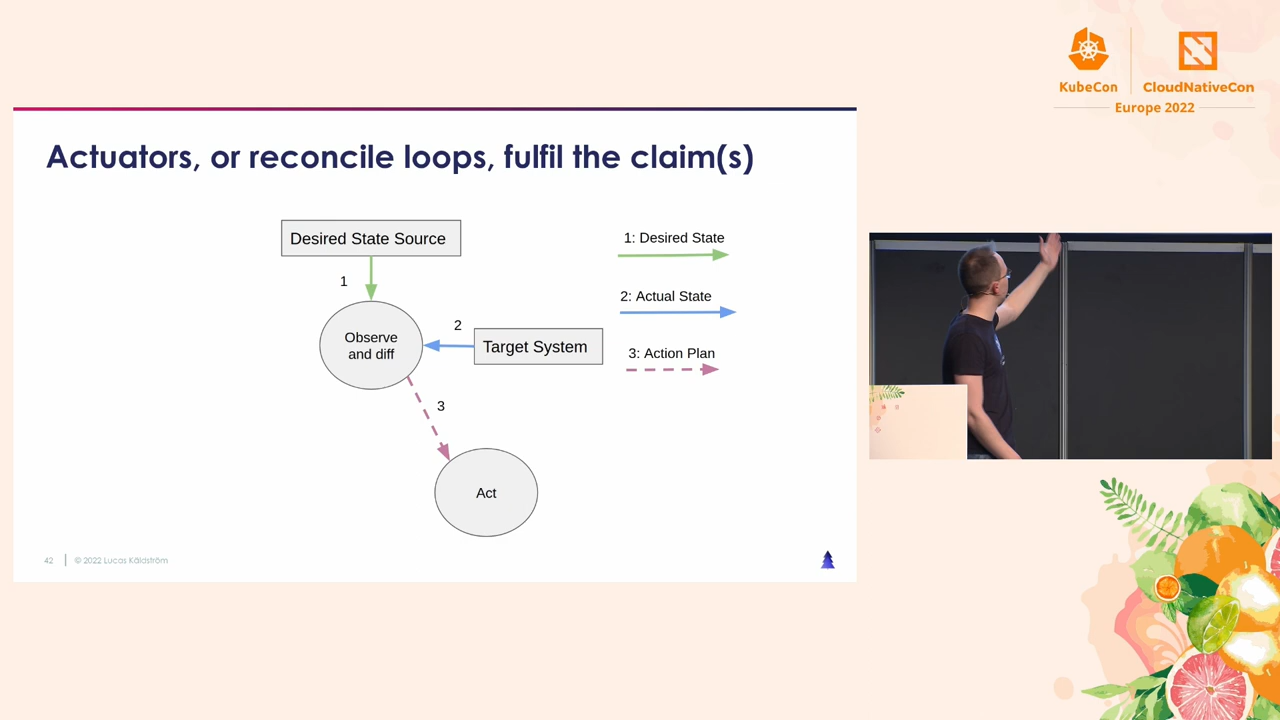 KubeCon
CloudNativeCon
Europe 2022
Actuators, or reconcile loops, fulfil the claim(s)
Desired State Source
1
Observe
and diff
2
Target System
3
Act
1: Desired State
2: Actual State
3: Action Plan
42
© 2022 Lucas Käldström